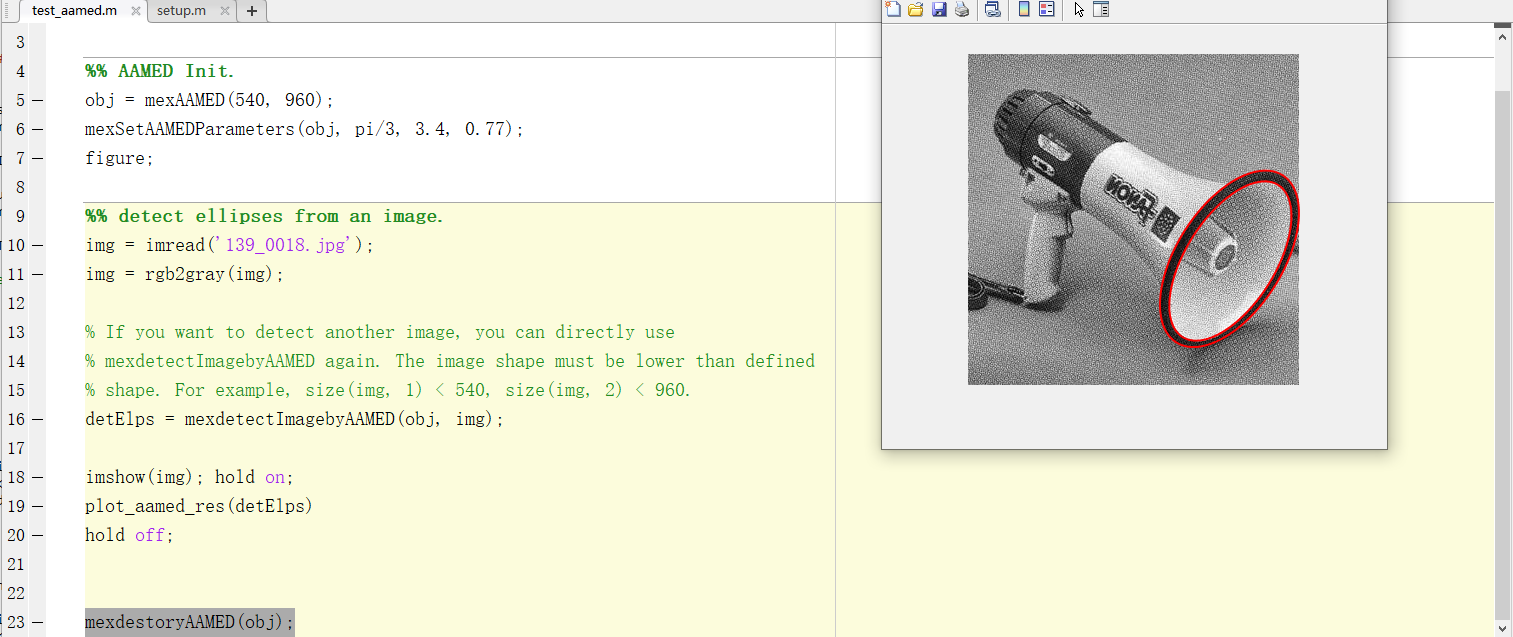 test_aamed.m × setup.m × +
3
4 %% AAMED Init.
5 — obj = mexAAMED(540, 960);
6 — mexSetAAMEDParameters(obj, pi/3, 3.4, 0.77);
7 — figure;
8
9 %% detect ellipses from an image.
10 — img = imread('139_0018.jpg');
11 — img = rgb2gray(img);
12
13 % If you want to detect another image, you can directly use
14 % mexdetectImagebyAAMED again. The image shape must be lower than defined
15 % shape. For example, size(img, 1) < 540, size(img, 2) < 960.
16 — detElps = mexdetectImagebyAAMED(obj, img);
17
18 — imshow(img); hold on;
19 — plot_aamed_res(detElps)
20 — hold off;
21
22
23 — mexdestoryAAMED(obj);
FANON